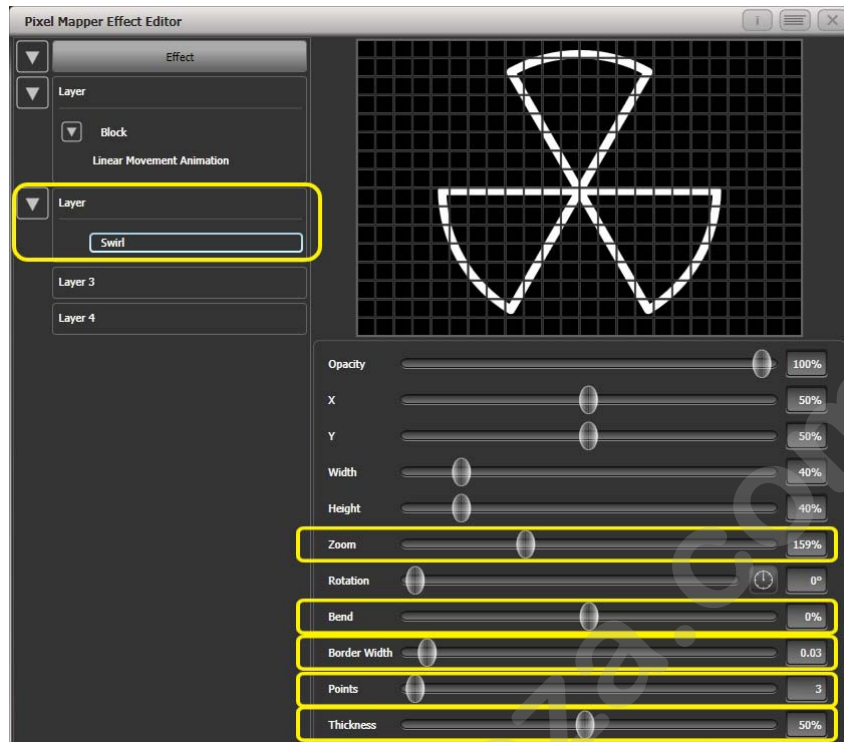 Pixel Mapper Effect Editor
Effect
Layer
Block
Linear Movement Animation
Layer
Swirl
Layer 3
Layer 4
Opacity 100%
X 50%
Y 50%
Width 40%
Height 40%
Zoom 159%
Rotation 0°
Bend 0%
Border Width 0.03
Points 3
Thickness 50%
za.com